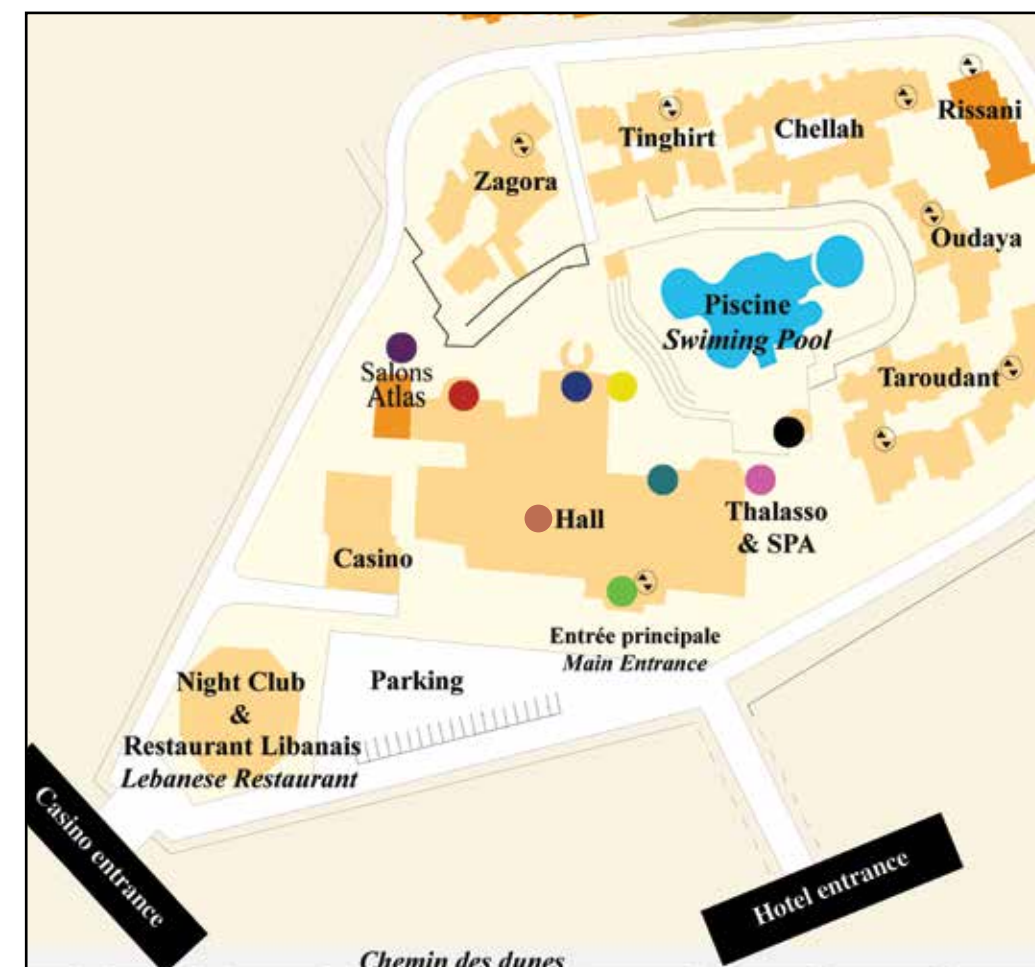 Rissani
Tinghirt
Chellah
Zagora
Oudaya
Piscine
Swiming Pool
Salons
Atlas
Taroudant
Hall
Thalasso
& SPA
Casino
Entrée principale
Main Entrance
Night Club
&
Restaurant Libanais
Lebanese Restaurant
Parking
Casino entrance
Hotel entrance
Chemin des dunes